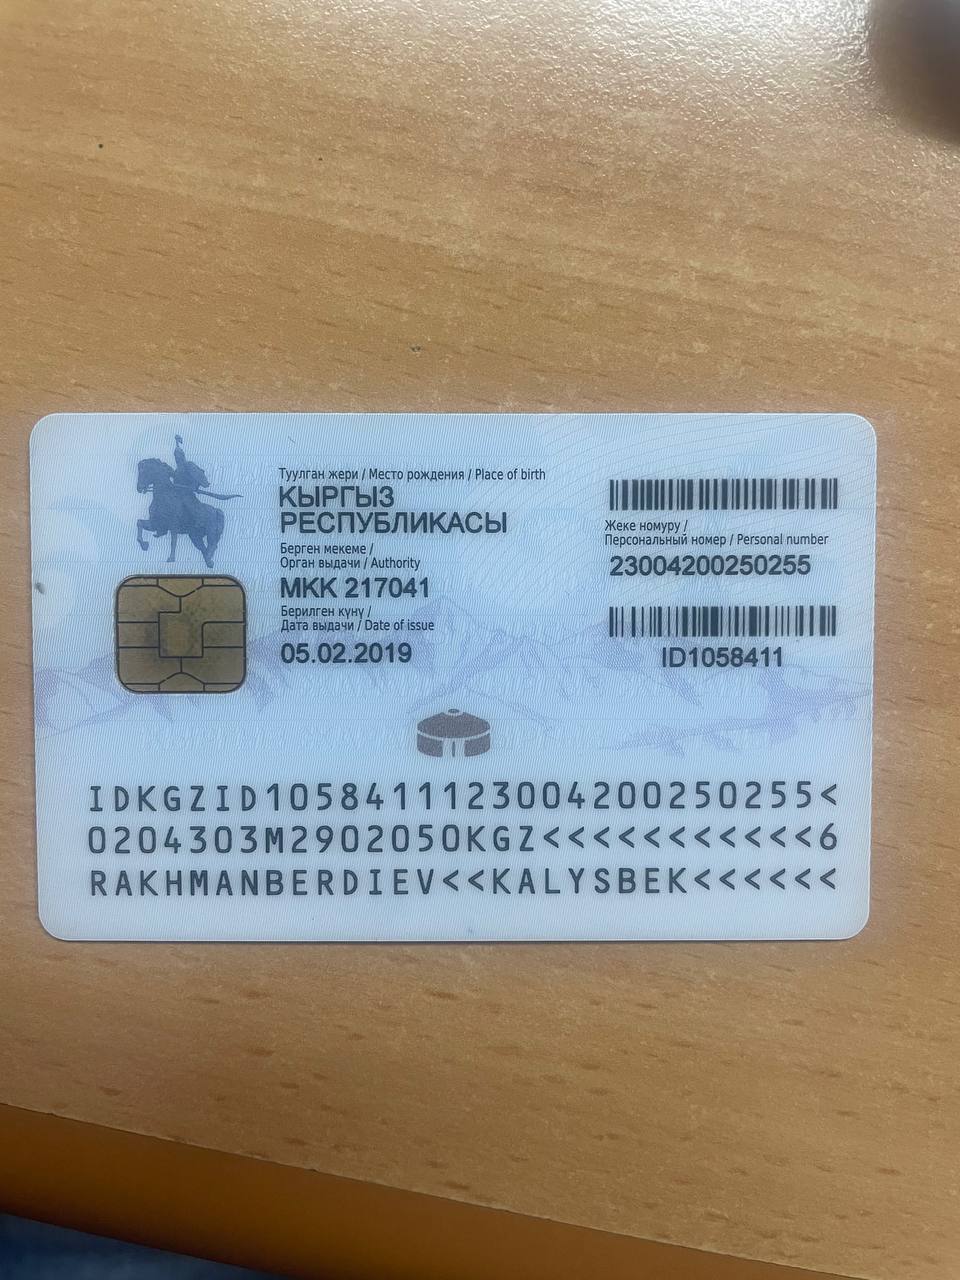 Туулган жери / Место рождения / Place of birth
КЫРГЫЗ
РЕСПУБЛИКАСЫ
Берген мекеме /
Орган выдачи / Authority
МКК 217041
Берилген күнү /
Дата выдачи / Date of issue
05.02.2019
Жеке номуру /
Персональный номер / Personal number
23004200250255
ID1058411
IDKGZID1058411123004200250255<
0204303M2902050KGZ<<<<<<<<<<<6
RAKHMANBERDIEV<<KALYSBEK<<<<<<